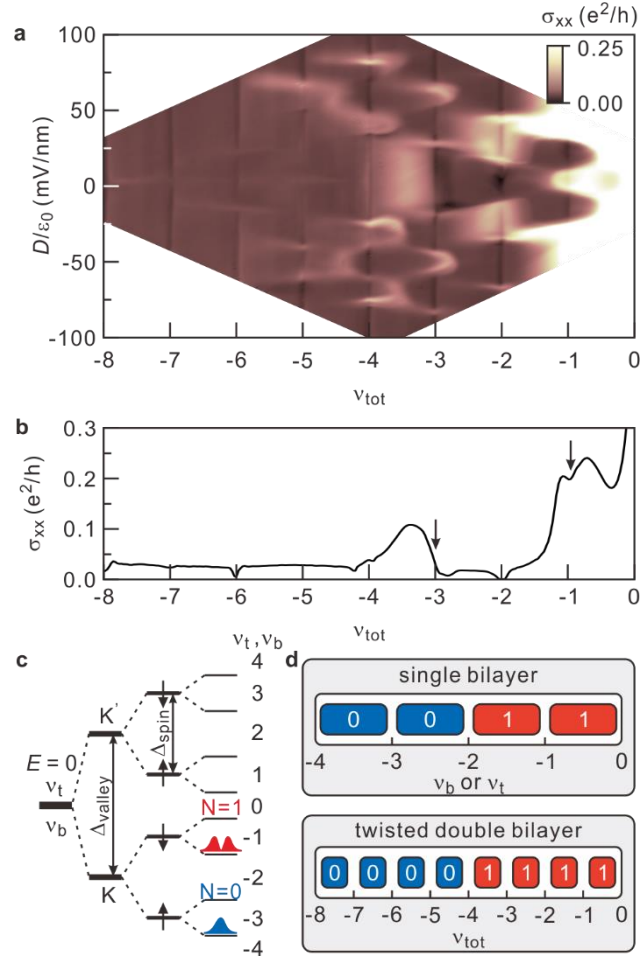 a
σxx (e²/h)
0.25
0.00
100
50
0
-50
-100
D/ε0 (mV/nm)
-8 -7 -6 -5 -4 -3 -2 -1 0
νtot
b
0.3
0.2
0.1
0.0
σxx (e²/h)
-8 -7 -6 -5 -4 -3 -2 -1 0
νtot
c
νt,νb
4
3
2
1
0
-1
-2
-3
-4
K'
Δspin
E = 0
νt
νb
Δvalley
K
N=1
N=0
d
single bilayer
0 0 1 1
-4 -3 -2 -1 0
νb or νt
twisted double bilayer
0 0 0 0 1 1 1 1
-8 -7 -6 -5 -4 -3 -2 -1 0
νtot